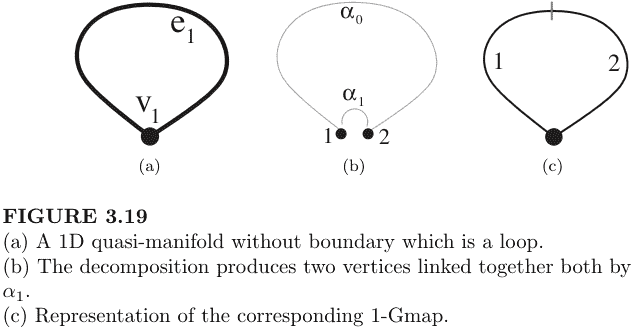 e₁
v₁
(a)
α₀
α₁
1 2
(b)
1 2
(c)
FIGURE 3.19
(a) A 1D quasi-manifold without boundary which is a loop.
(b) The decomposition produces two vertices linked together both by
α₁.
(c) Representation of the corresponding 1-Gmap.